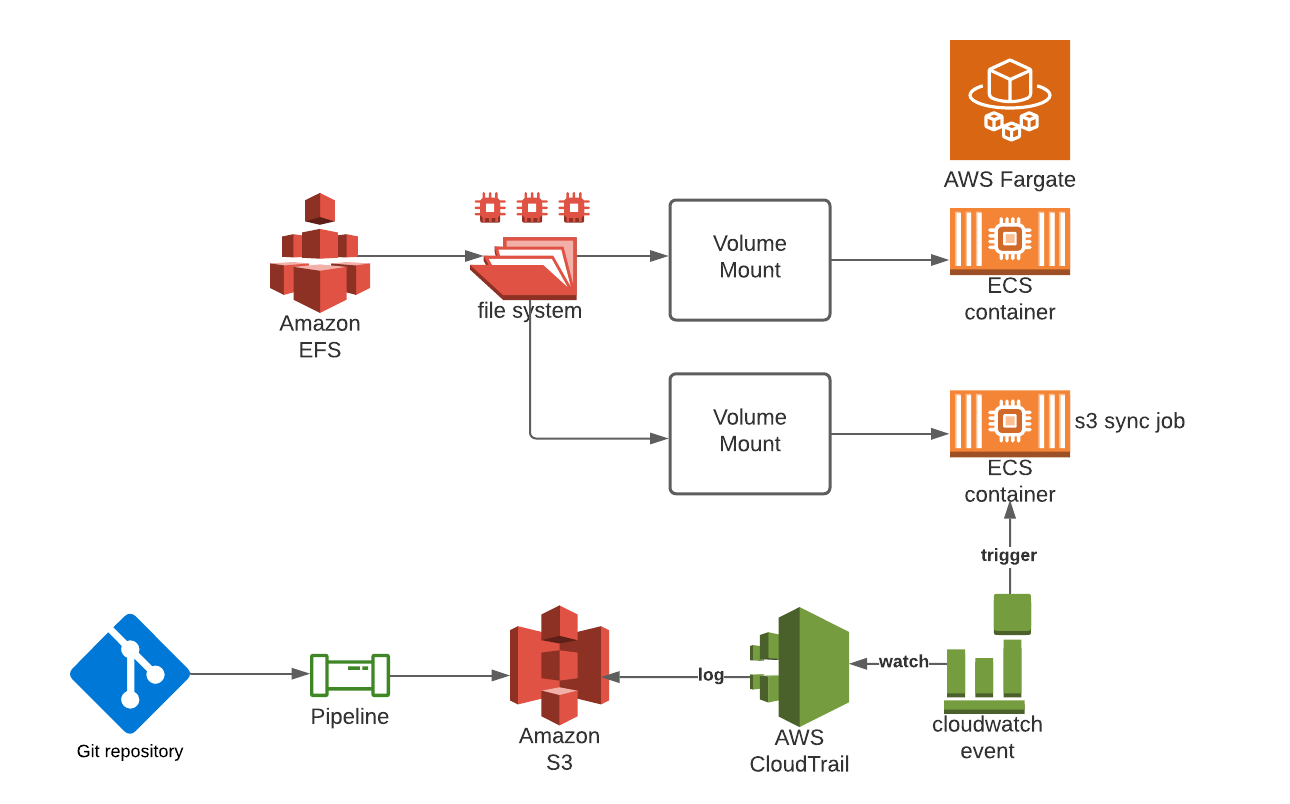 AWS Fargate
Volume
Mount
ECS
container
file system
Amazon
EFS
Volume
Mount
s3 sync job
ECS
container
trigger
watch
log
Pipeline
cloudwatch
event
Amazon
S3
AWS
CloudTrail
Git repository